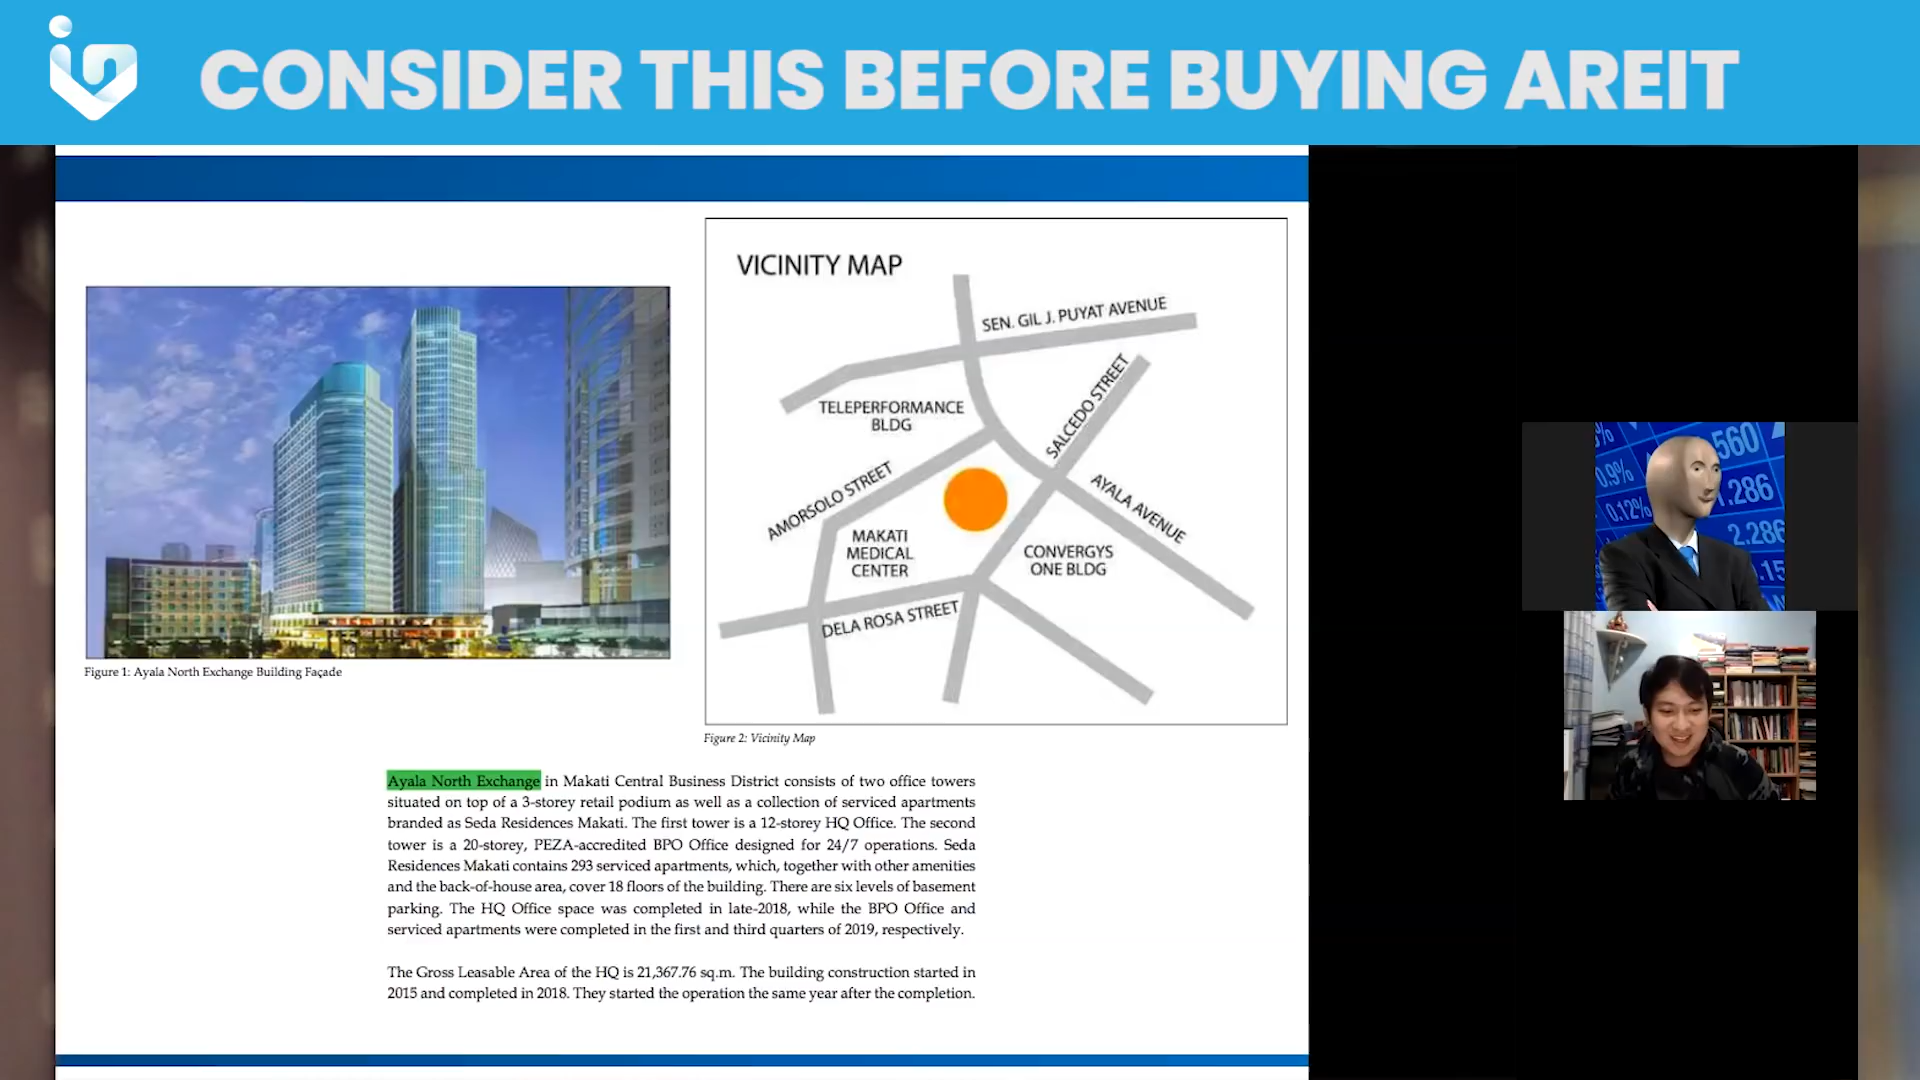 CONSIDER THIS BEFORE BUYING AREIT
VICINITY MAP
SEN. GIL J. PUYAT AVENUE
TELEPERFORMANCE
BLDG
SALCEDO STREET
AMORSOLO STREET
AYALA AVENUE
MAKATI
MEDICAL
CENTER
CONVERGYS
ONE BLDG
DELA ROSA STREET
Figure 1: Ayala North Exchange Building Façade
Figure 2: Vicinity Map
Ayala North Exchange in Makati Central Business District consists of two office towers
situated on top of a 3-storey retail podium as well as a collection of serviced apartments
branded as Seda Residences Makati. The first tower is a 12-storey HQ Office. The second
tower is a 20-storey, PEZA-accredited BPO Office designed for 24/7 operations. Seda
Residences Makati contains 293 serviced apartments, which, together with other amenities
and the back-of-house area, cover 18 floors of the building. There are six levels of basement
parking. The HQ Office space was completed in late-2018, while the BPO Office and
serviced apartments were completed in the first and third quarters of 2019, respectively.
The Gross Leasable Area of the HQ is 21,367.76 sq.m. The building construction started in
2015 and completed in 2018. They started the operation the same year after the completion.
560
0.9%
1.286
0.12%
2.286
.15